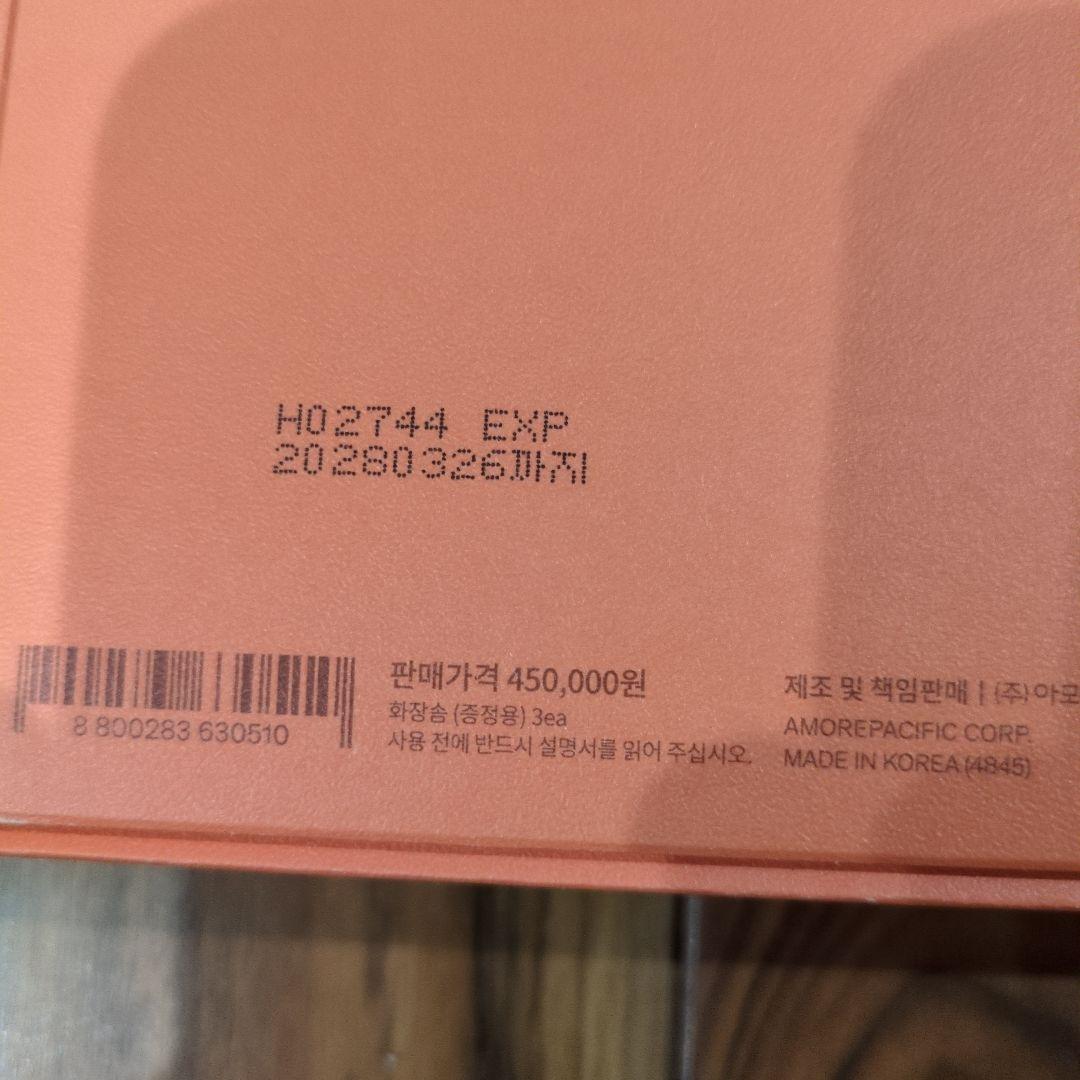 H02744 EXP
20280326까지
8 800283 630510
판매가격 450,000원
화장솜 (증정용) 3ea
사용 전에 반드시 설명서를 읽어 주십시오.
제조 및 책임판매 | (주)아모
AMOREPACIFIC CORP.
MADE IN KOREA (4845)